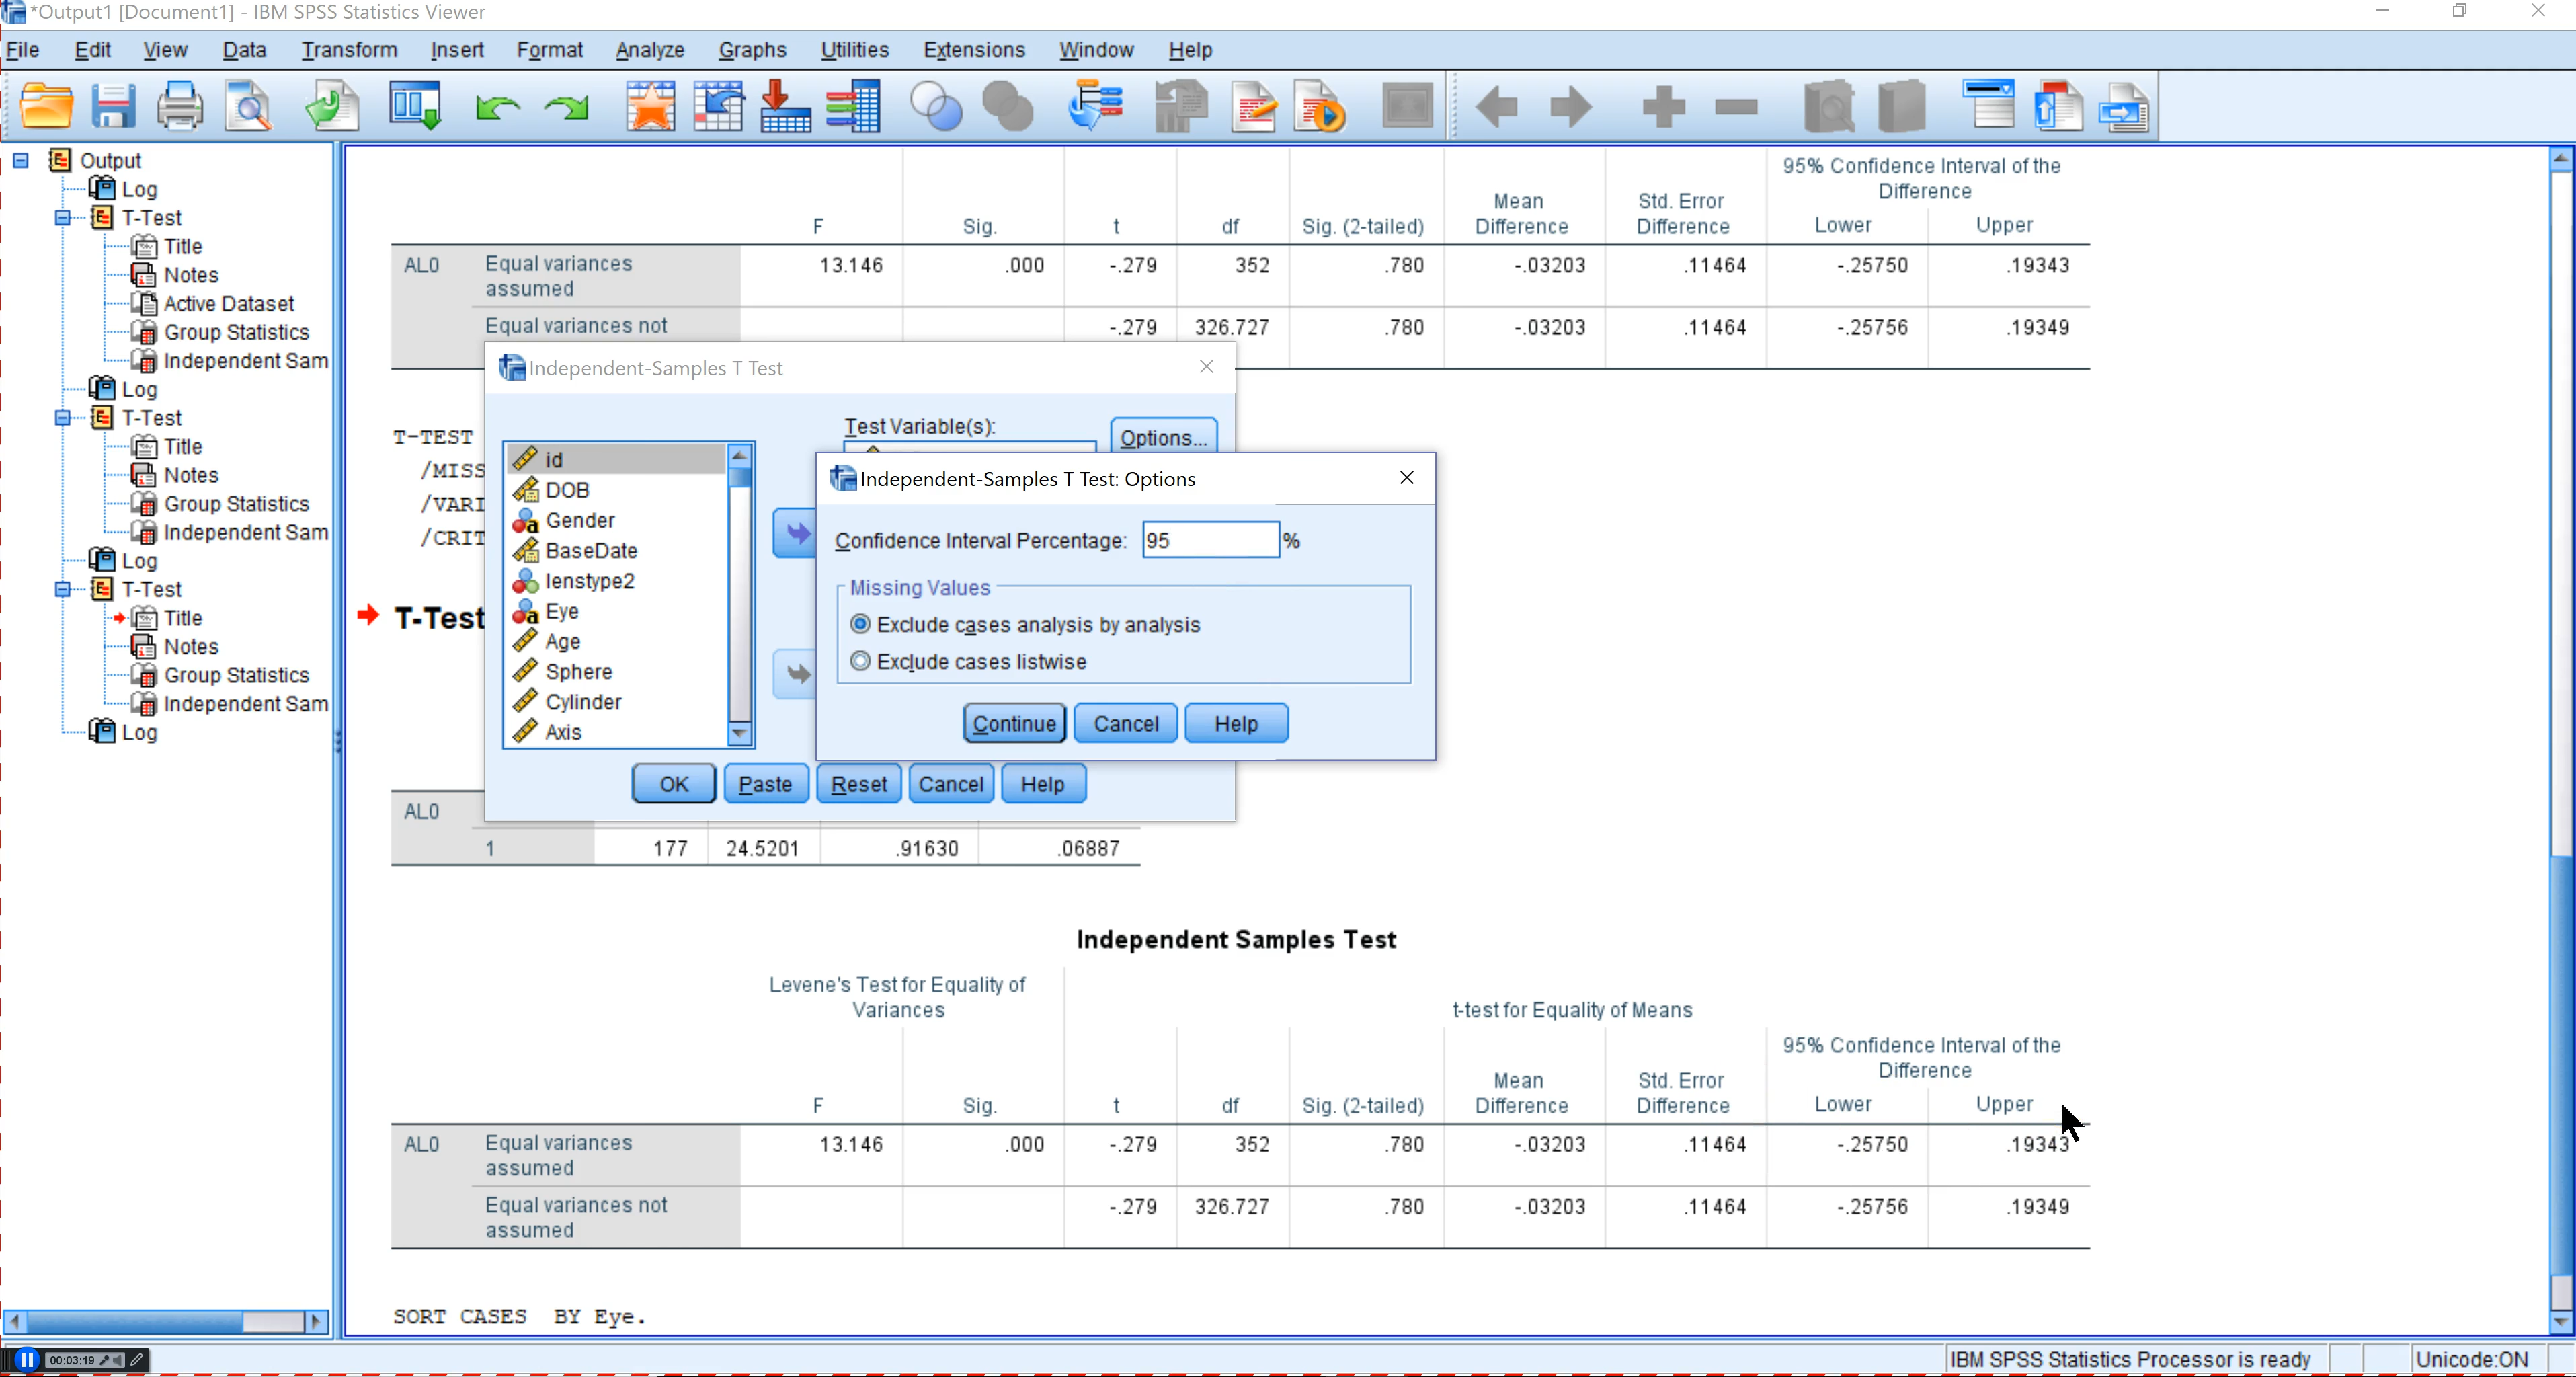 *Output1 [Document1] - IBM SPSS Statistics Viewer
File Edit View Data Transform Insert Format Analyze Graphs Utilities Extensions Window Help
Output
Log
T-Test
Title
Notes
Active Dataset
Group Statistics
Independent Sam
Log
T-Test
Title
Notes
Group Statistics
Independent Sam
Log
T-Test
Title
Notes
Group Statistics
Independent Sam
Log
95% Confidence Interval of the
Difference
F Sig. t df Sig. (2-tailed) Mean Difference Std. Error Difference Lower Upper
AL0 Equal variances assumed 13.146 .000 -.279 352 .780 -.03203 .11464 -.25750 .19343
Equal variances not -.279 326.727 .780 -.03203 .11464 -.25756 .19349
T-TEST
/MISS
/VARI
/CRIT
T-Test
Independent-Samples T Test
Test Variable(s):
Options...
id
DOB
Gender
BaseDate
lenstype2
Eye
Age
Sphere
Cylinder
Axis
OK Paste Reset Cancel Help
Independent-Samples T Test: Options
Confidence Interval Percentage: 95 %
Missing Values
Exclude cases analysis by analysis
Exclude cases listwise
Continue Cancel Help
AL0
1 177 24.5201 .91630 .06887
Independent Samples Test
Levene's Test for Equality of
Variances
t-test for Equality of Means
95% Confidence Interval of the
Difference
F Sig. t df Sig. (2-tailed) Mean Difference Std. Error Difference Lower Upper
AL0 Equal variances assumed 13.146 .000 -.279 352 .780 -.03203 .11464 -.25750 .19343
Equal variances not assumed -.279 326.727 .780 -.03203 .11464 -.25756 .19349
SORT CASES BY Eye.
00:03:19
IBM SPSS Statistics Processor is ready Unicode:ON